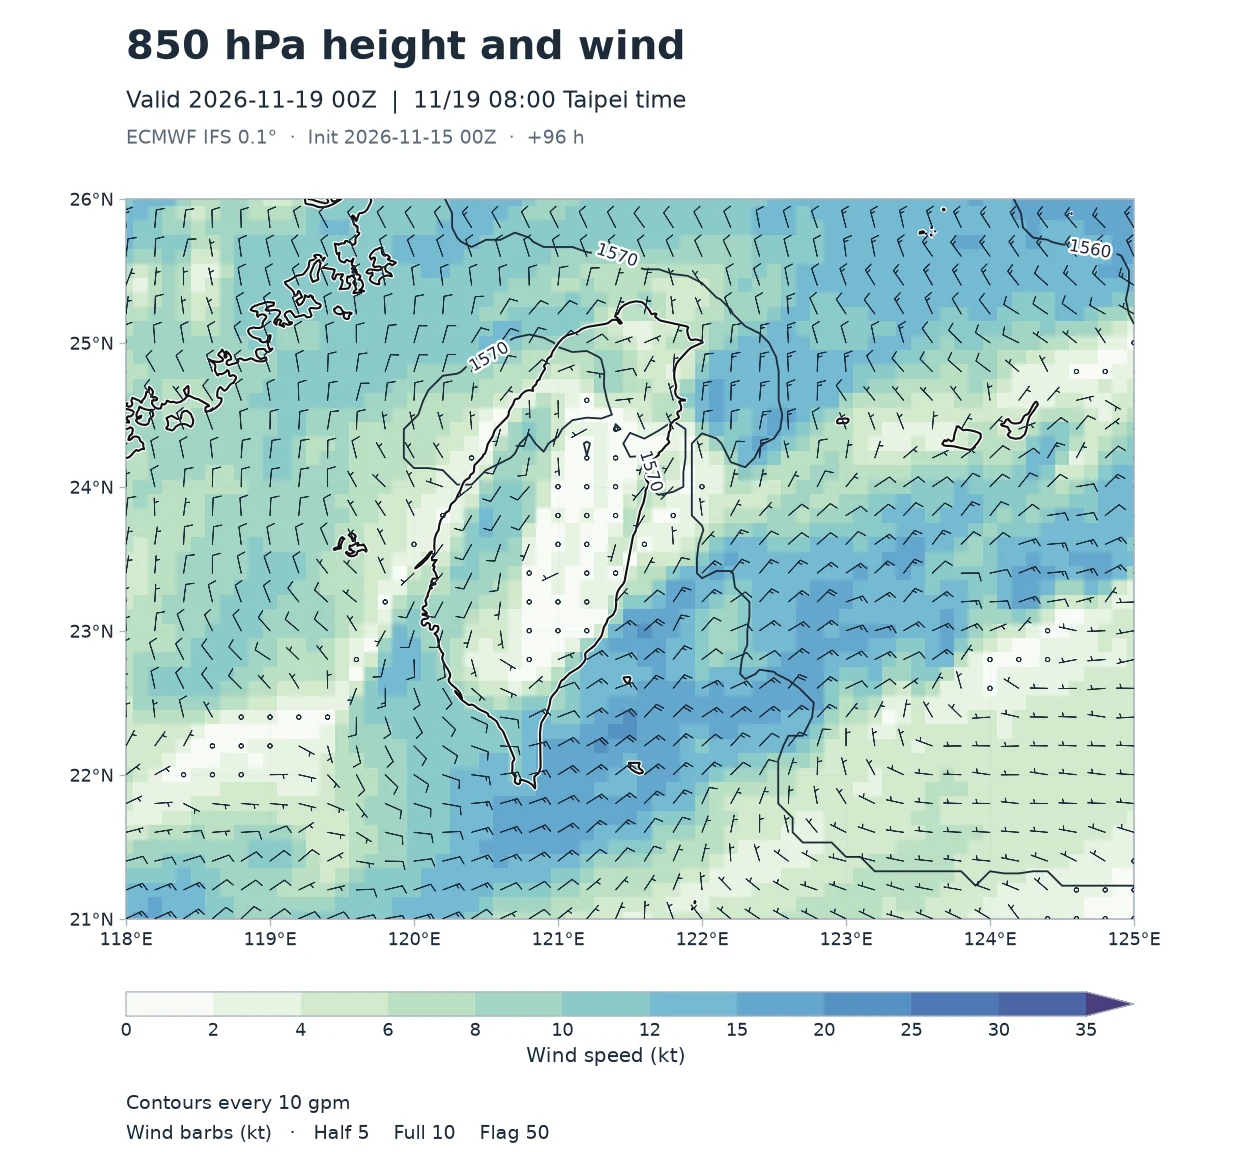 850 hPa height and wind
Valid 2026-11-19 00Z | 11/19 08:00 Taipei time
ECMWF IFS 0.1° · Init 2026-11-15 00Z · +96 h
26°N
1570
1560
25°N
1570
24°N
1570
23°N
22°N
21°N
118°E 119°E 120°E 121°E 122°E 123°E 124°E 125°E
0 2 4 6 8 10 12 15 20 25 30 35
Wind speed (kt)
Contours every 10 gpm
Wind barbs (kt) · Half 5 Full 10 Flag 50